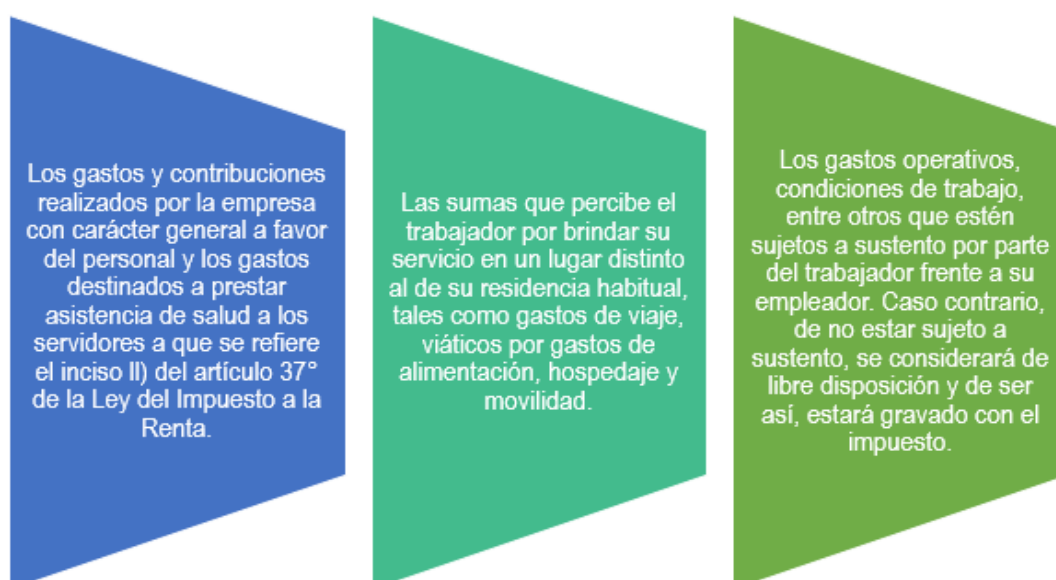 Los gastos y contribuciones
realizados por la empresa
con carácter general a favor
del personal y los gastos
destinados a prestar
asistencia de salud a los
servidores a que se refiere
el inciso II) del artículo 37°
de la Ley del Impuesto a la
Renta.
Las sumas que percibe el
trabajador por brindar su
servicio en un lugar distinto
al de su residencia habitual,
tales como gastos de viaje,
viáticos por gastos de
alimentación, hospedaje y
movilidad.
Los gastos operativos,
condiciones de trabajo,
entre otros que estén
sujetos a sustento por parte
del trabajador frente a su
empleador. Caso contrario,
de no estar sujeto a
sustento, se considerará de
libre disposición y de ser
así, estará gravado con el
impuesto.